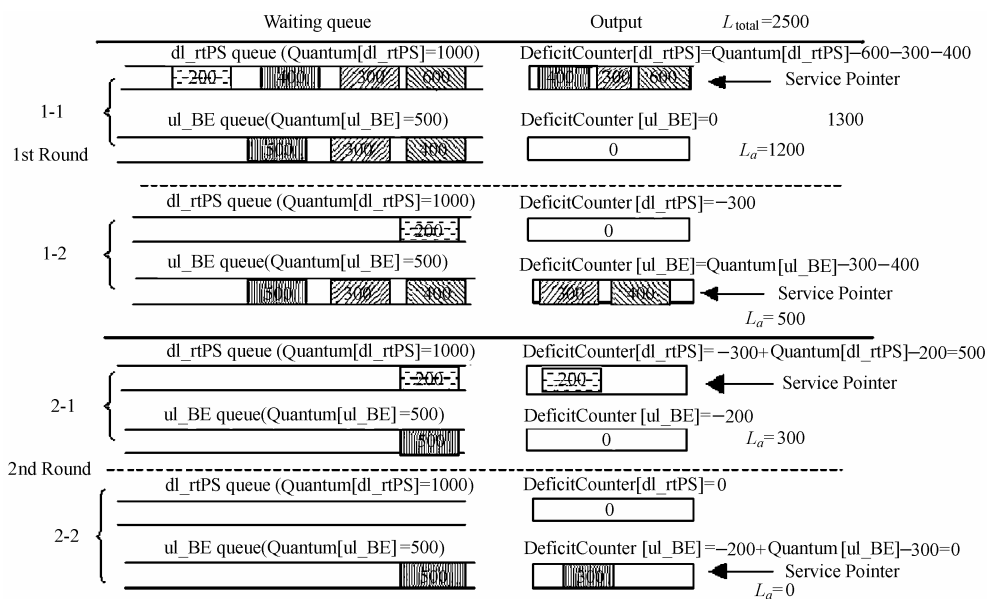 Waiting queue Output L total=2500
dl_rtPS queue (Quantum[dl_rtPS]=1000) DeficitCounter[dl_rtPS]=Quantum[dl_rtPS]−600−300−400
200 400 300 600 400 300 600 Service Pointer
1-1
ul_BE queue(Quantum[ul_BE]=500) DeficitCounter [ul_BE]=0 1300
1st Round 500 300 400 0 La=1200
dl_rtPS queue (Quantum[dl_rtPS]=1000) DeficitCounter[dl_rtPS]=−300
200 0
1-2
ul_BE queue(Quantum[ul_BE]=500) DeficitCounter [ul_BE]=Quantum[ul_BE]−300−400
500 300 400 300 400 Service Pointer
La=500
dl_rtPS queue (Quantum[dl_rtPS]=1000) DeficitCounter[dl_rtPS]=−300+Quantum[dl_rtPS]−200=500
200 200 Service Pointer
2-1
ul_BE queue(Quantum[ul_BE]=500) DeficitCounter [ul_BE]=−200
500 0 La=300
2nd Round
dl_rtPS queue (Quantum[dl_rtPS]=1000) DeficitCounter[dl_rtPS]=0
0
2-2
ul_BE queue(Quantum[ul_BE]=500) DeficitCounter [ul_BE]=−200+Quantum[ul_BE]−300=0
500 300 Service Pointer
La=0